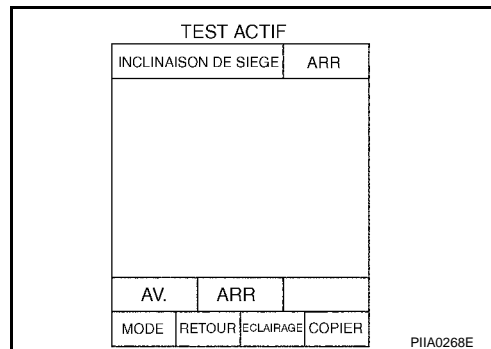 TEST ACTIF
INCLINAISON DE SIEGE ARR
AV. ARR
MODE RETOUR ECLAIRAGE COPIER
PIIA0268E